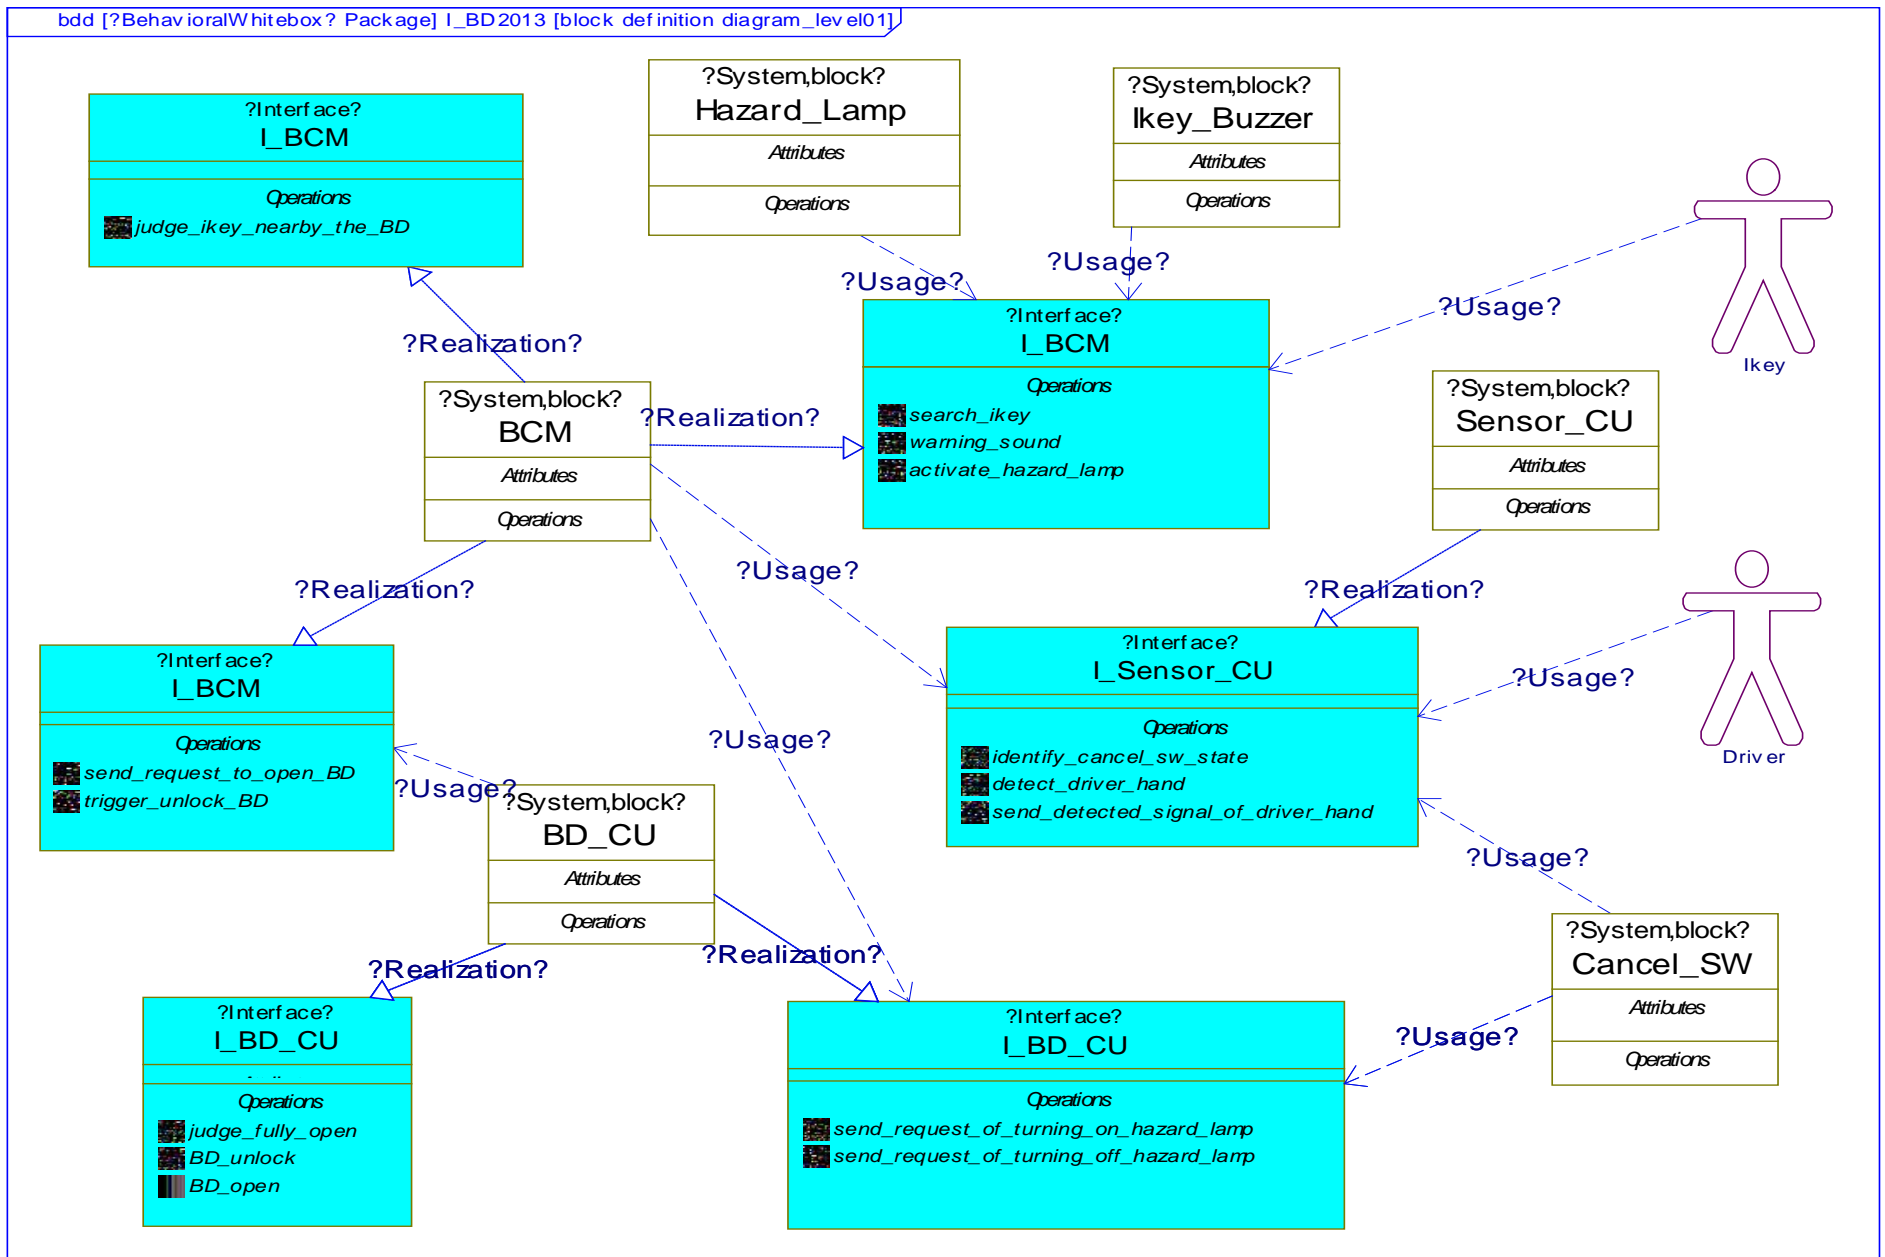 bdd [?BehavioralWhitebox? Package] I_BD2013 [block definition diagram_level01]
?Interface?
I_BCM
Operations
judge_ikey_nearby_the_BD
?System,block?
Hazard_Lamp
Attributes
Operations
?System,block?
Ikey_Buzzer
Attributes
Operations
?Usage?
?Usage?
?Usage?
Ikey
?Realization?
?Interface?
I_BCM
Operations
search_ikey
warning_sound
activate_hazard_lamp
?System,block?
BCM
Attributes
Operations
?Realization?
?System,block?
Sensor_CU
Attributes
Operations
?Realization?
?Usage?
?Realization?
?Usage?
Driver
?Interface?
I_BCM
Operations
send_request_to_open_BD
trigger_unlock_BD
?Interface?
I_Sensor_CU
Operations
identify_cancel_sw_state
detect_driver_hand
send_detected_signal_of_driver_hand
?Usage?
?Usage?
?System,block?
BD_CU
Attributes
Operations
?Usage?
?Realization?
?Realization?
?System,block?
Cancel_SW
Attributes
Operations
?Usage?
?Interface?
I_BD_CU
Operations
judge_fully_open
BD_unlock
BD_open
?Interface?
I_BD_CU
Operations
send_request_of_turning_on_hazard_lamp
send_request_of_turning_off_hazard_lamp